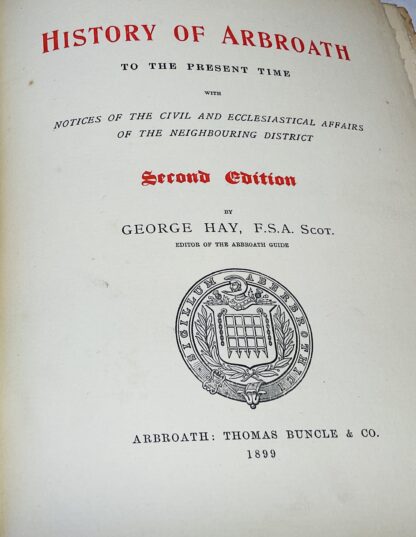 HISTORY OF ARBROATH
TO THE PRESENT TIME
WITH
NOTICES OF THE CIVIL AND ECCLESIASTICAL AFFAIRS
OF THE NEIGHBOURING DISTRICT
Second Edition
BY
GEORGE HAY, F.S.A. SCOT.
EDITOR OF THE ARBROATH GUIDE
SIGILLUM ABERBROTHICI
ARBROATH: THOMAS BUNCLE & CO.
1899